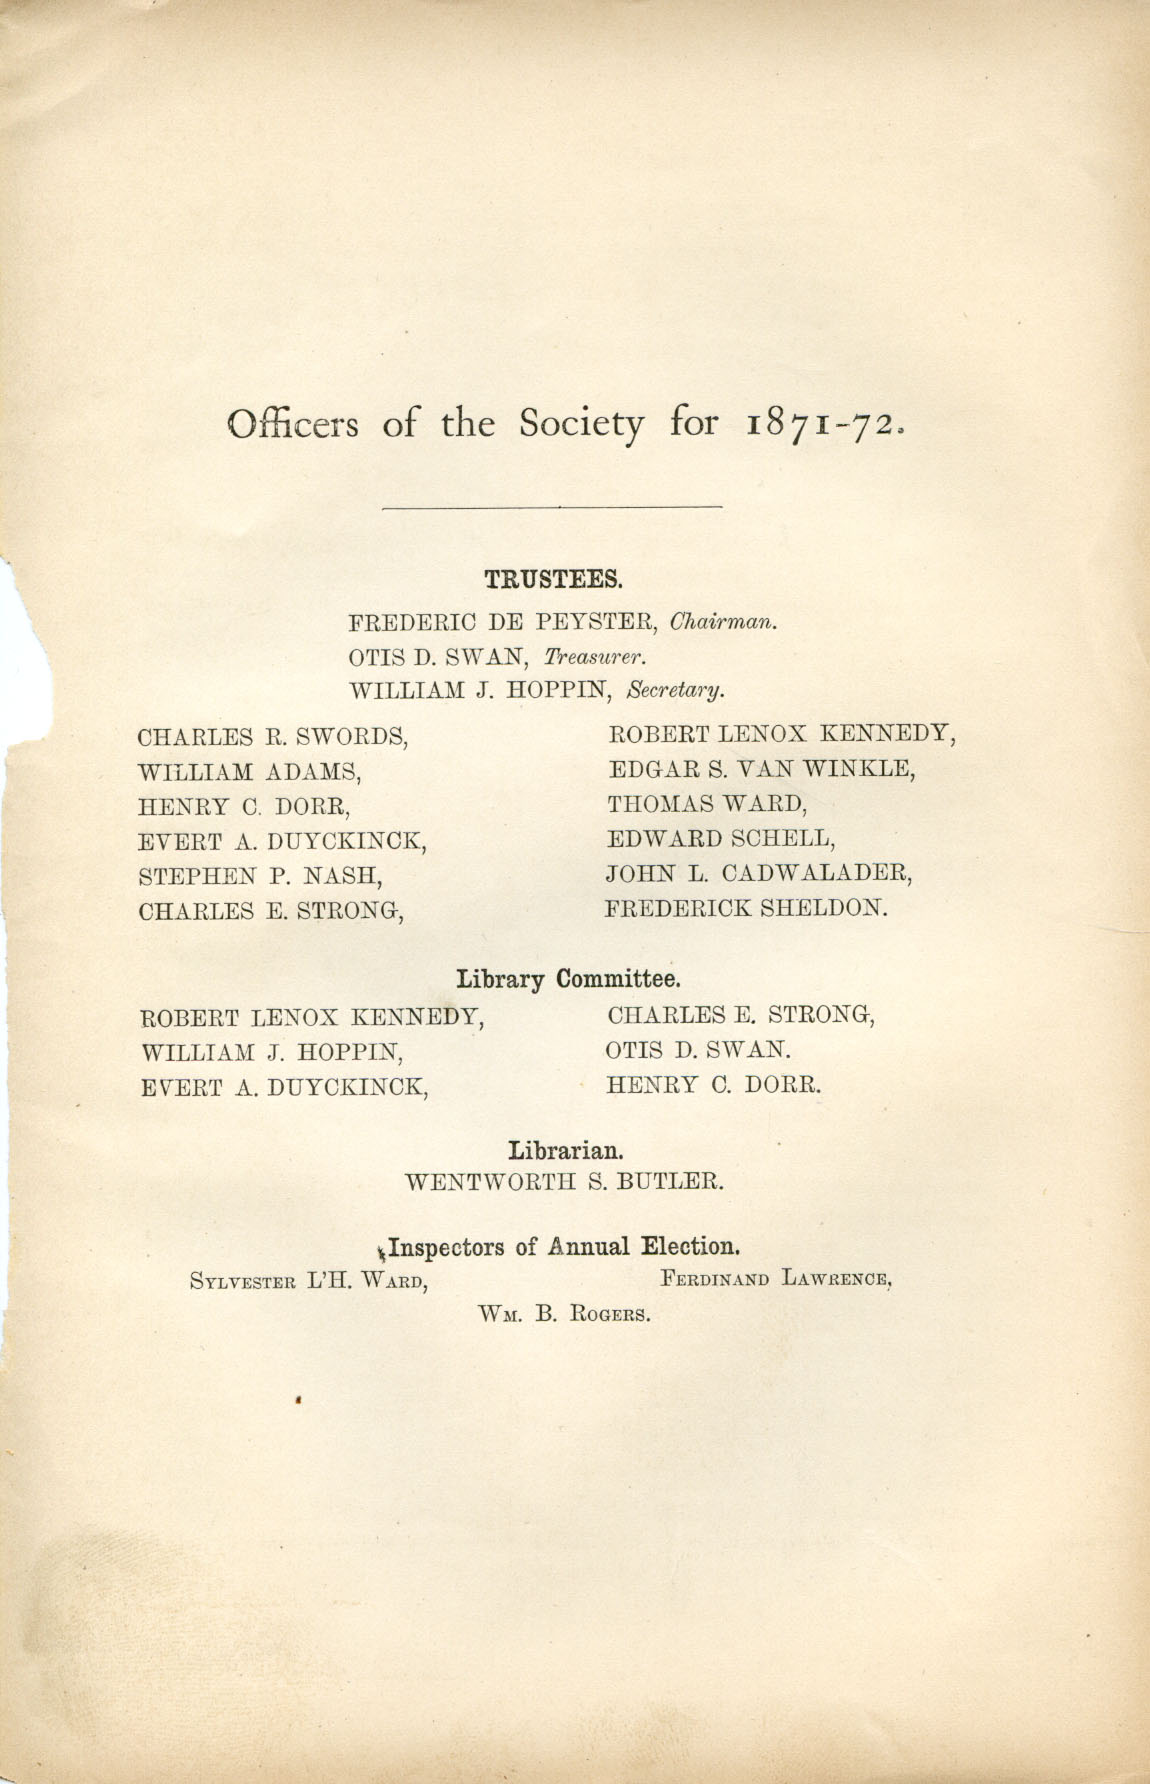 Officers of the Society for 1871-72.
TRUSTEES.
FREDERIC DE PEYSTER, Chairman.
OTIS D. SWAN, Treasurer.
WILLIAM J. HOPPIN, Secretary.
CHARLES R. SWORDS,
WILLIAM ADAMS,
HENRY C. DORR,
EVERT A. DUYCKINCK,
STEPHEN P. NASH,
CHARLES E. STRONG,
ROBERT LENOX KENNEDY,
EDGAR S. VAN WINKLE,
THOMAS WARD,
EDWARD SCHELL,
JOHN L. CADWALADER,
FREDERICK SHELDON.
Library Committee.
ROBERT LENOX KENNEDY,
WILLIAM J. HOPPIN,
EVERT A. DUYCKINCK,
CHARLES E. STRONG,
OTIS D. SWAN.
HENRY C. DORR.
Librarian.
WENTWORTH S. BUTLER.
Inspectors of Annual Election.
SYLVESTER L'H. WARD,
FERDINAND LAWRENCE,
WM. B. ROGERS.